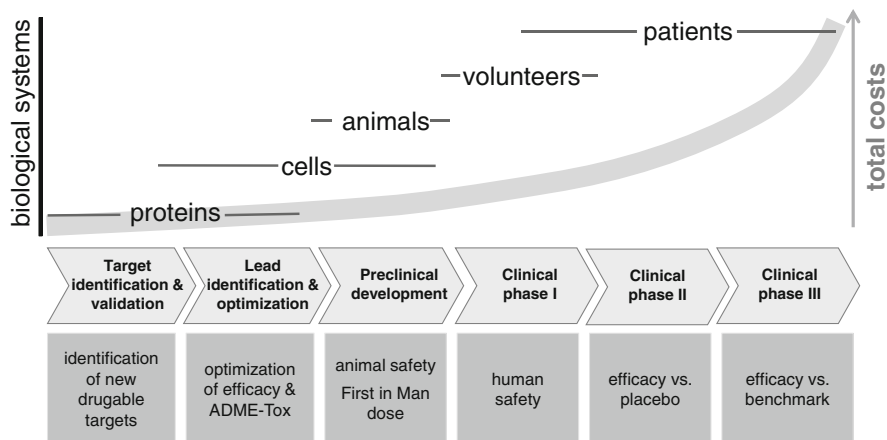 biological systems
total costs
patients
volunteers
animals
cells
proteins
Target
identification &
validation
Lead
identification &
optimization
Preclinical
development
Clinical
phase I
Clinical
phase II
Clinical
phase III
identification
of new
drugable
targets
optimization
of efficacy &
ADME-Tox
animal safety
First in Man
dose
human
safety
efficacy vs.
placebo
efficacy vs.
benchmark